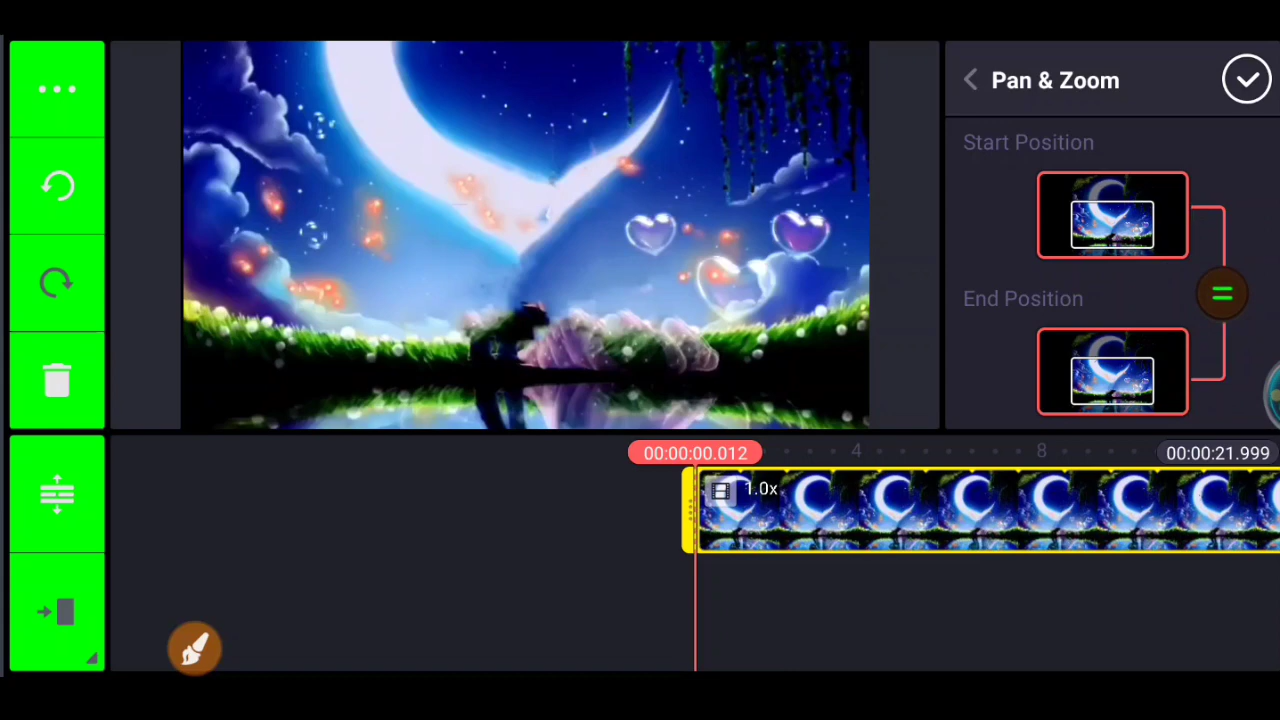 Pan & Zoom
Start Position
End Position
00:00:00.012
4
8
00:00:21.999
1.0x